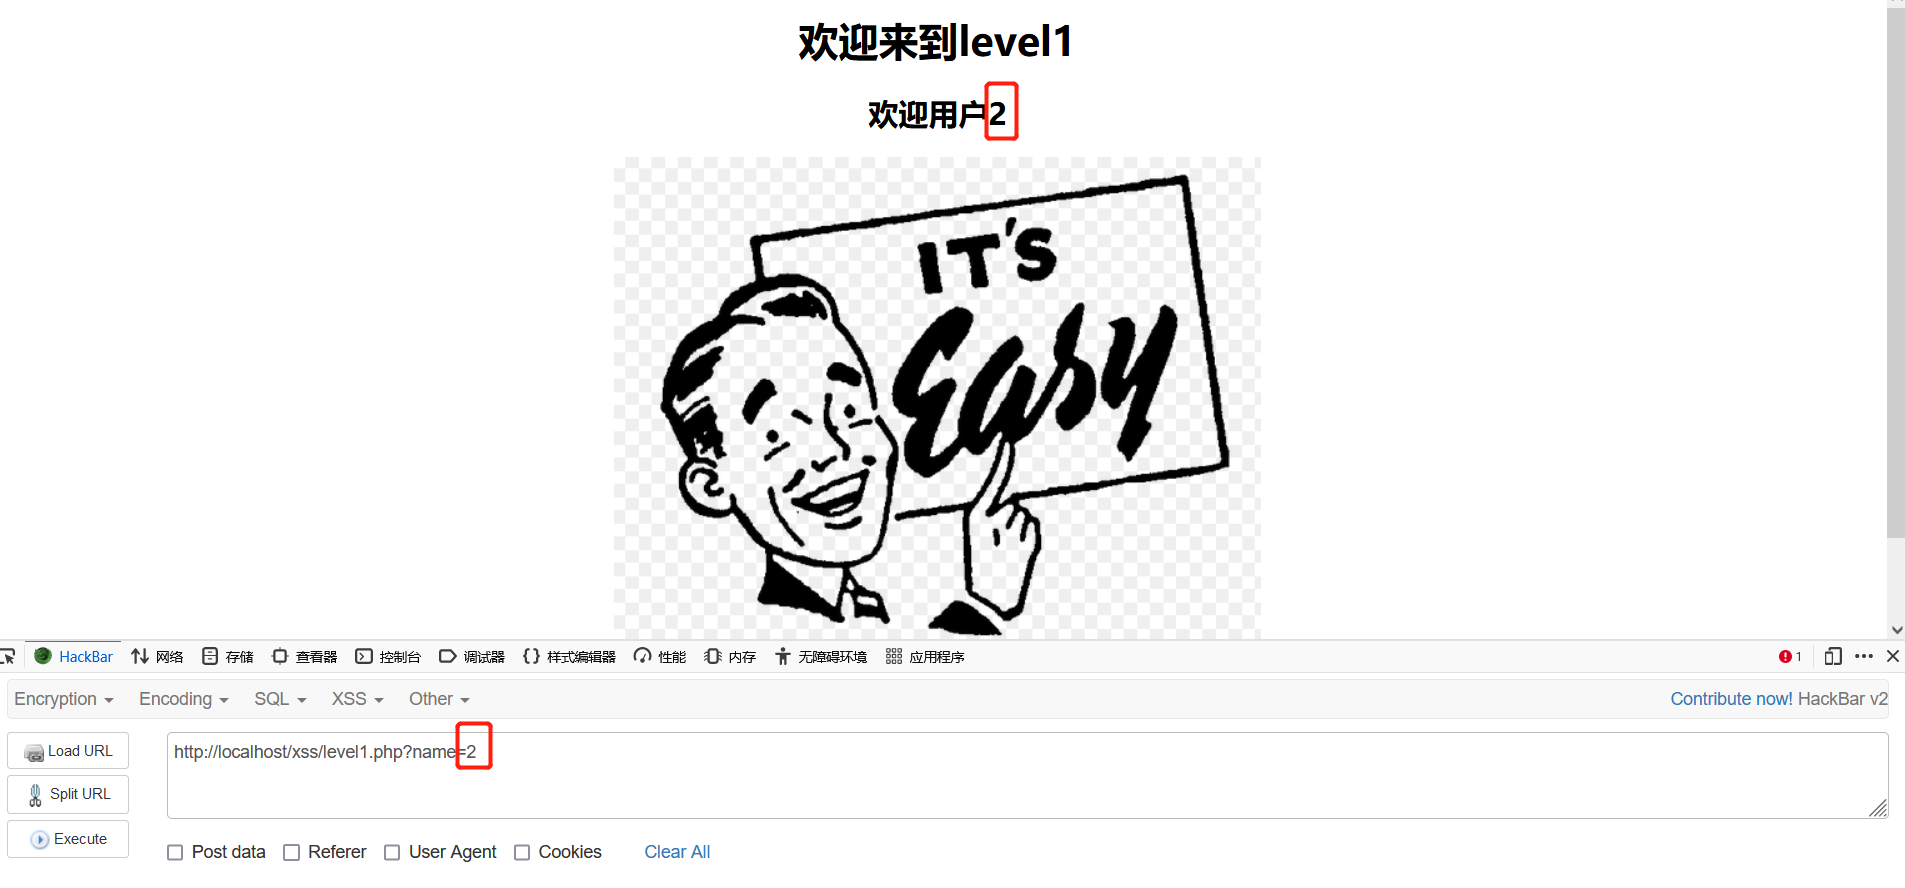 欢迎来到level1
欢迎用户2
IT'S
Easy
HackBar 网络 存储 查看器 控制台 调试器 {} 样式编辑器 性能 内存 无障碍环境 应用程序 1
Encryption Encoding SQL XSS Other Contribute now! HackBar v2
Load URL http://localhost/xss/level1.php?name=2
Split URL
Execute
Post data Referer User Agent Cookies Clear All